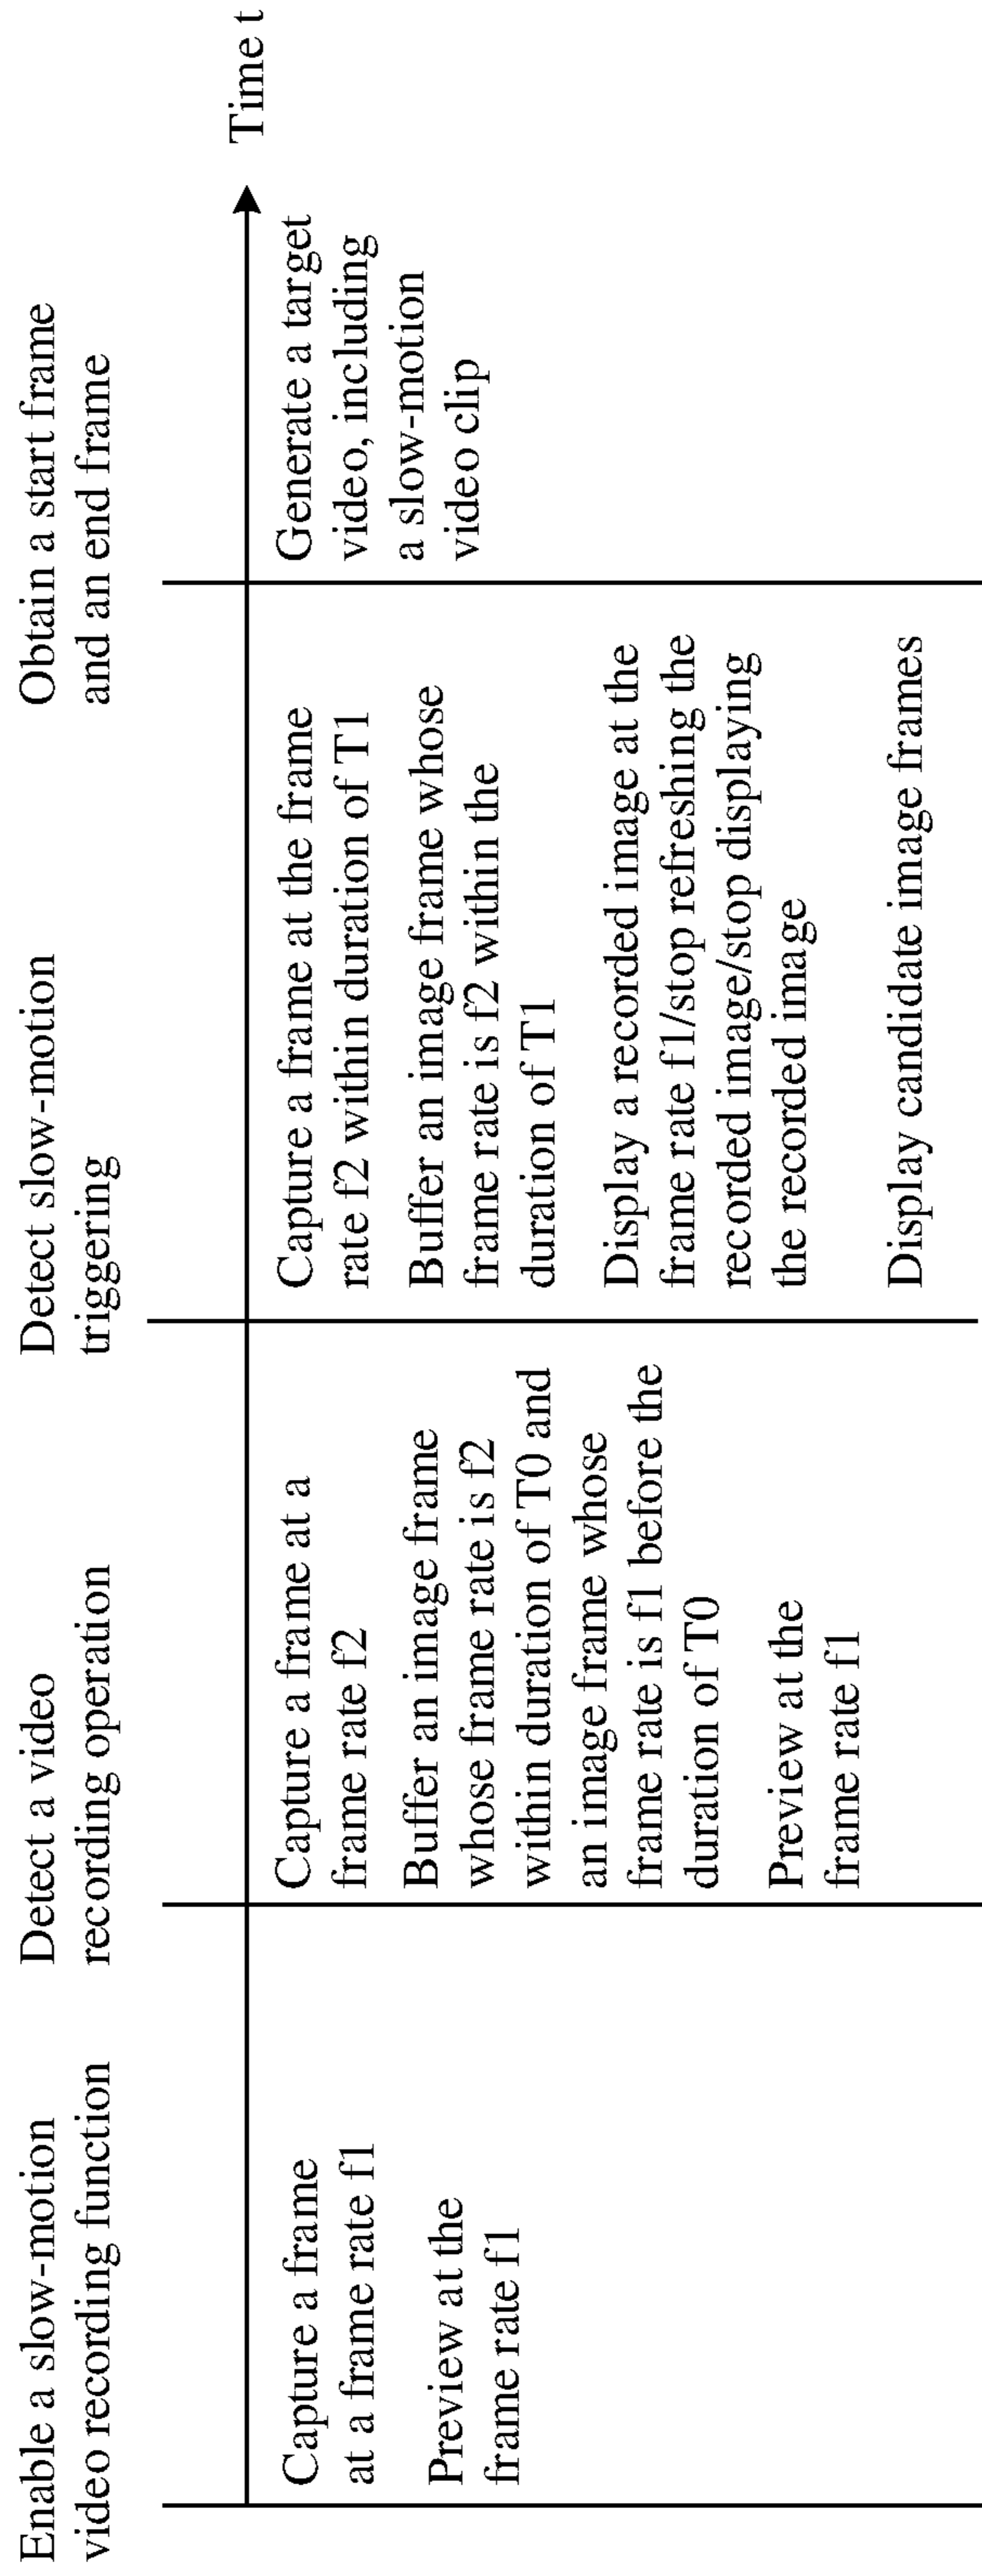 Enable a slow-motion
video recording function
Detect a video
recording operation
Detect slow-motion
triggering
Obtain a start frame
and an end frame
Time t
Capture a frame
at a frame rate f1
Preview at the
frame rate f1
Capture a frame at a
frame rate f2
Buffer an image frame
whose frame rate is f2
within duration of T0 and
an image frame whose
frame rate is f1 before the
duration of T0
Preview at the
frame rate f1
Capture a frame at the frame
rate f2 within duration of T1
Buffer an image frame whose
frame rate is f2 within the
duration of T1
Display a recorded image at the
frame rate f1/stop refreshing the
recorded image/stop displaying
the recorded image
Display candidate image frames
Generate a target
video, including
a slow-motion
video clip